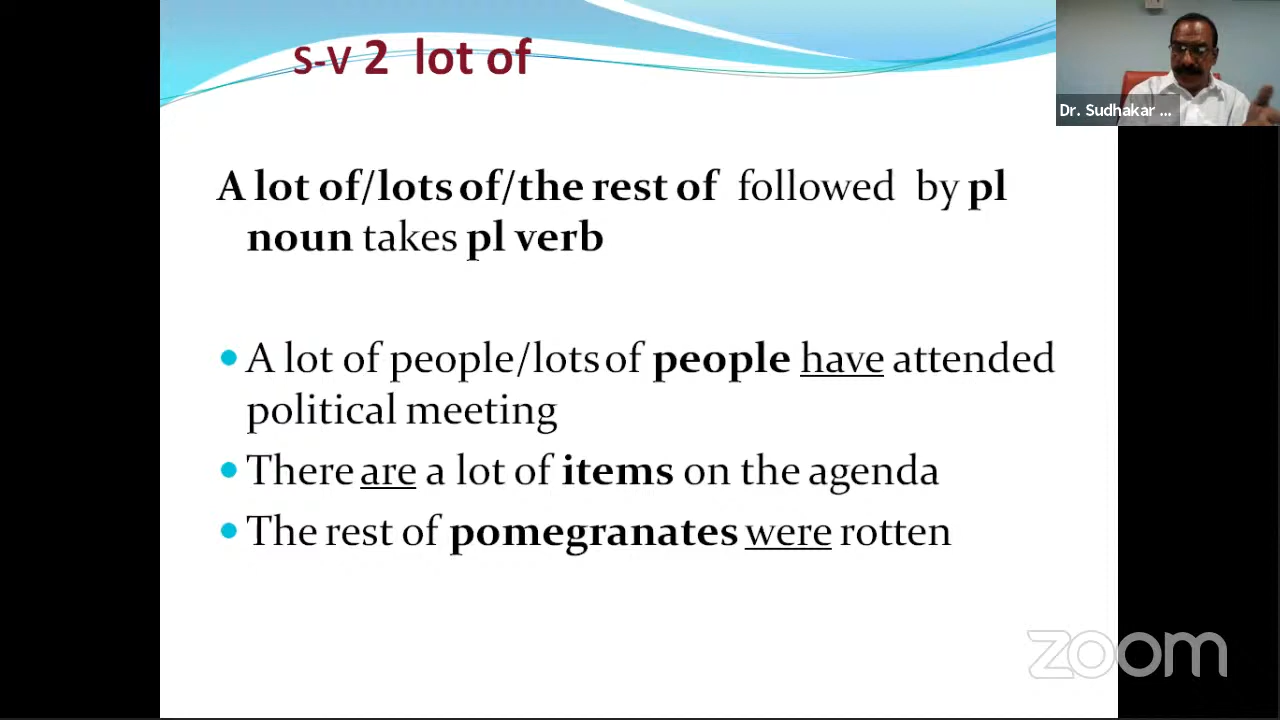 S-V 2 lot of
Dr. Sudhakar ...
A lot of/lots of/the rest of followed by pl
noun takes pl verb
A lot of people/lots of people have attended
political meeting
There are a lot of items on the agenda
The rest of pomegranates were rotten
zoom